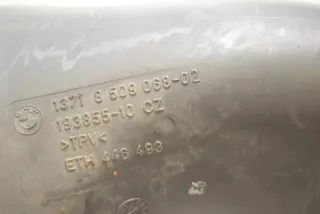 1371 8 509 068-02
193855-10 CZ
>TPV<
ETH 446 493